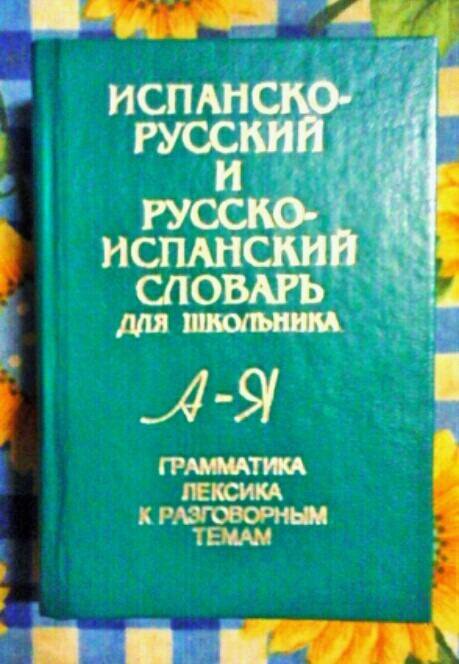 ИСПАНСКО-
РУССКИЙ
И
РУССКО-
ИСПАНСКИЙ
СЛОВАРЬ
ДЛЯ ШКОЛЬНИКА
А-Я
ГРАММАТИКА
ЛЕКСИКА
К РАЗГОВОРНЫМ
ТЕМАМ